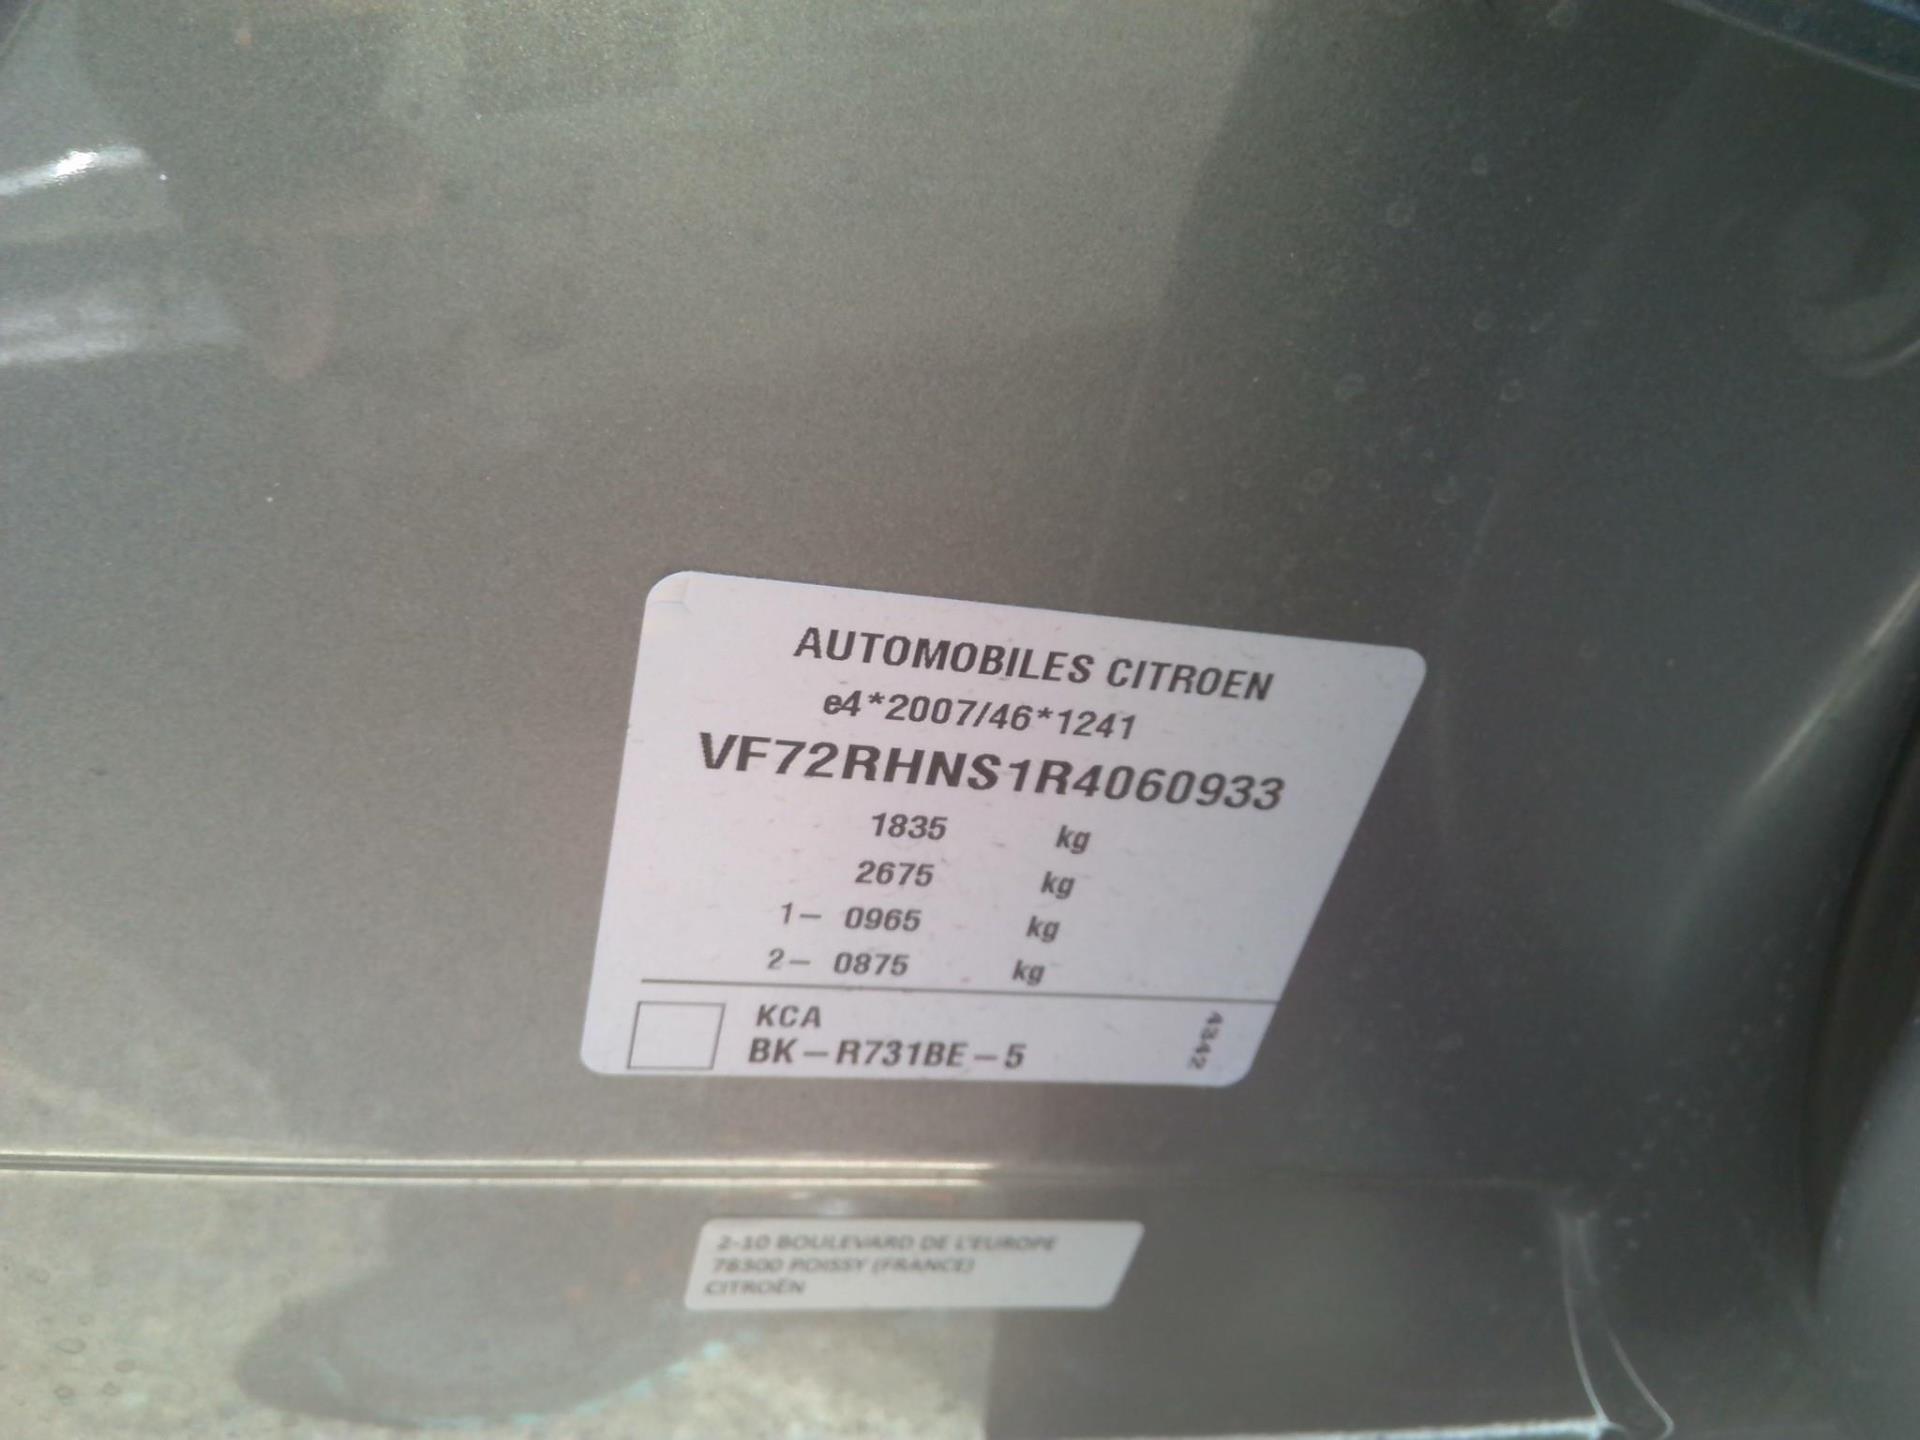 AUTOMOBILES CITROEN
e4*2007/46*1241
VF72RHNS1R4060933
1835 kg
2675 kg
1- 0965 kg
2- 0875 kg
KCA
BK-R731BE-5
4342
2-10 BOULEVARD DE L'EUROPE
78300 POISSY (FRANCE)
CITROËN